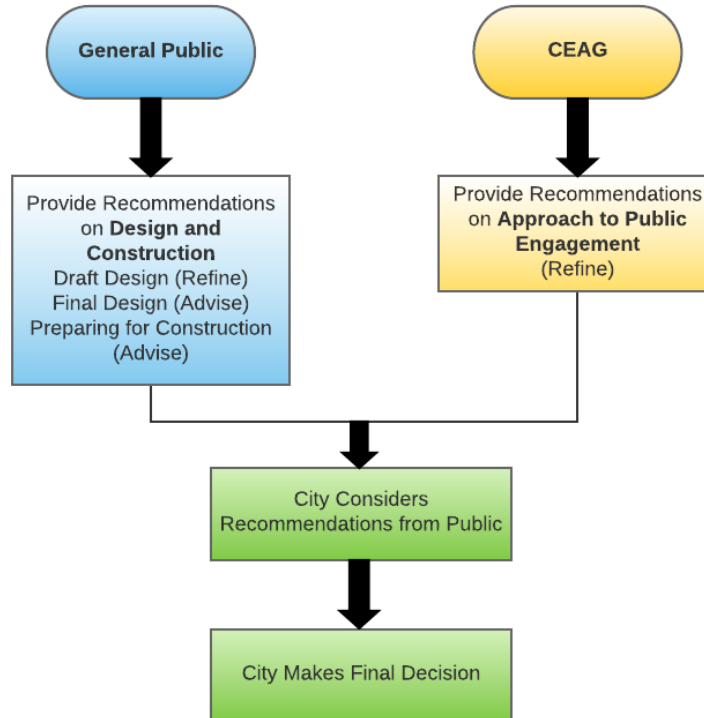 General Public
CEAG
Provide Recommendations
on Design and
Construction
Draft Design (Refine)
Final Design (Advise)
Preparing for Construction
(Advise)
Provide Recommendations
on Approach to Public
Engagement
(Refine)
City Considers
Recommendations from Public
City Makes Final Decision